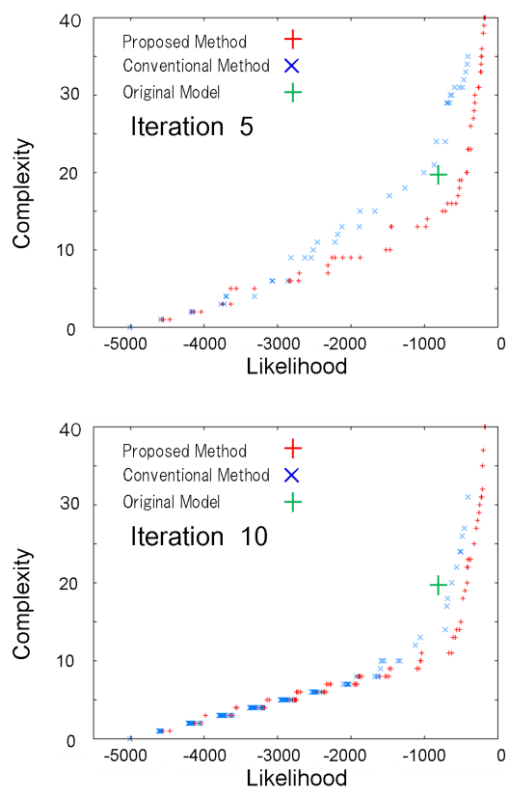 40
30
20
10
0
Complexity
Proposed Method
Conventional Method
Original Model
Iteration 5
-5000 -4000 -3000 -2000 -1000 0
Likelihood
40
30
20
10
0
Complexity
Proposed Method
Conventional Method
Original Model
Iteration 10
-5000 -4000 -3000 -2000 -1000 0
Likelihood